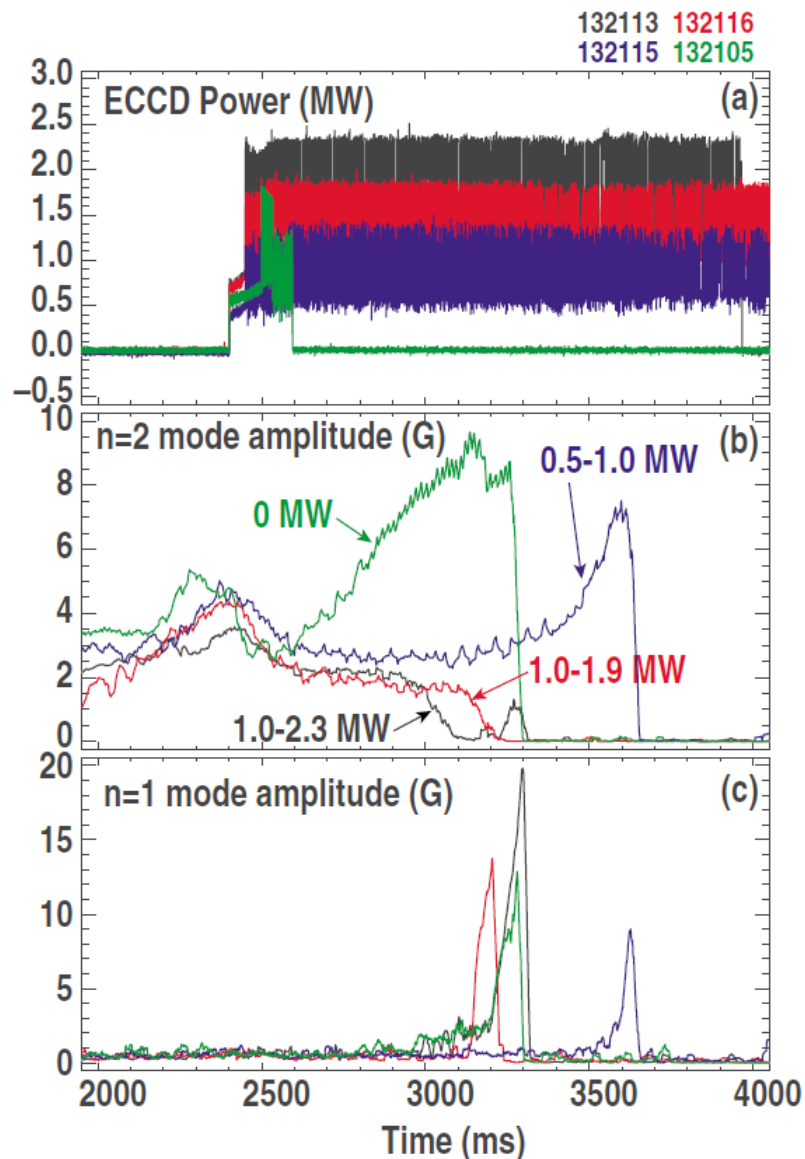 132113 132116
132115 132105
ECCD Power (MW) (a)
3.0
2.5
2.0
1.5
1.0
0.5
0.0
−0.5
n=2 mode amplitude (G) (b)
10
8
6
4
2
0
0 MW
0.5-1.0 MW
1.0-1.9 MW
1.0-2.3 MW
n=1 mode amplitude (G) (c)
20
15
10
5
0
2000 2500 3000 3500 4000
Time (ms)